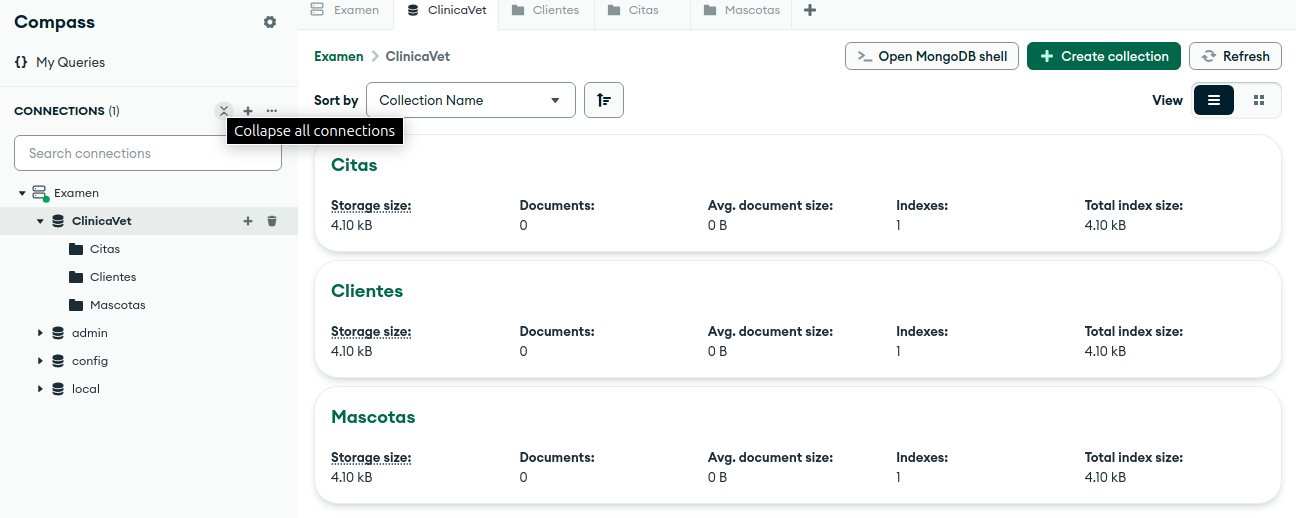 Compass
{} My Queries
CONNECTIONS (1)
Collapse all connections
Search connections
Examen
ClinicaVet
Citas
Clientes
Mascotas
admin
config
local
Examen ClinicaVet Clientes Citas Mascotas
Examen > ClinicaVet
>_ Open MongoDB shell
Create collection
Refresh
Sort by Collection Name
View
Citas
Storage size: Documents: Avg. document size: Indexes: Total index size:
4.10 kB 0 0 B 1 4.10 kB
Clientes
Storage size: Documents: Avg. document size: Indexes: Total index size:
4.10 kB 0 0 B 1 4.10 kB
Mascotas
Storage size: Documents: Avg. document size: Indexes: Total index size:
4.10 kB 0 0 B 1 4.10 kB